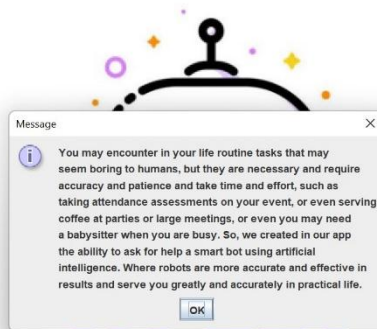 Message
You may encounter in your life routine tasks that may
seem boring to humans, but they are necessary and require
accuracy and patience and take time and effort, such as
taking attendance assessments on your event, or even serving
coffee at parties or large meetings, or even you may need
a babysitter when you are busy. So, we created in our app
the ability to ask for help a smart bot using artificial
intelligence. Where robots are more accurate and effective in
results and serve you greatly and accurately in practical life.
OK